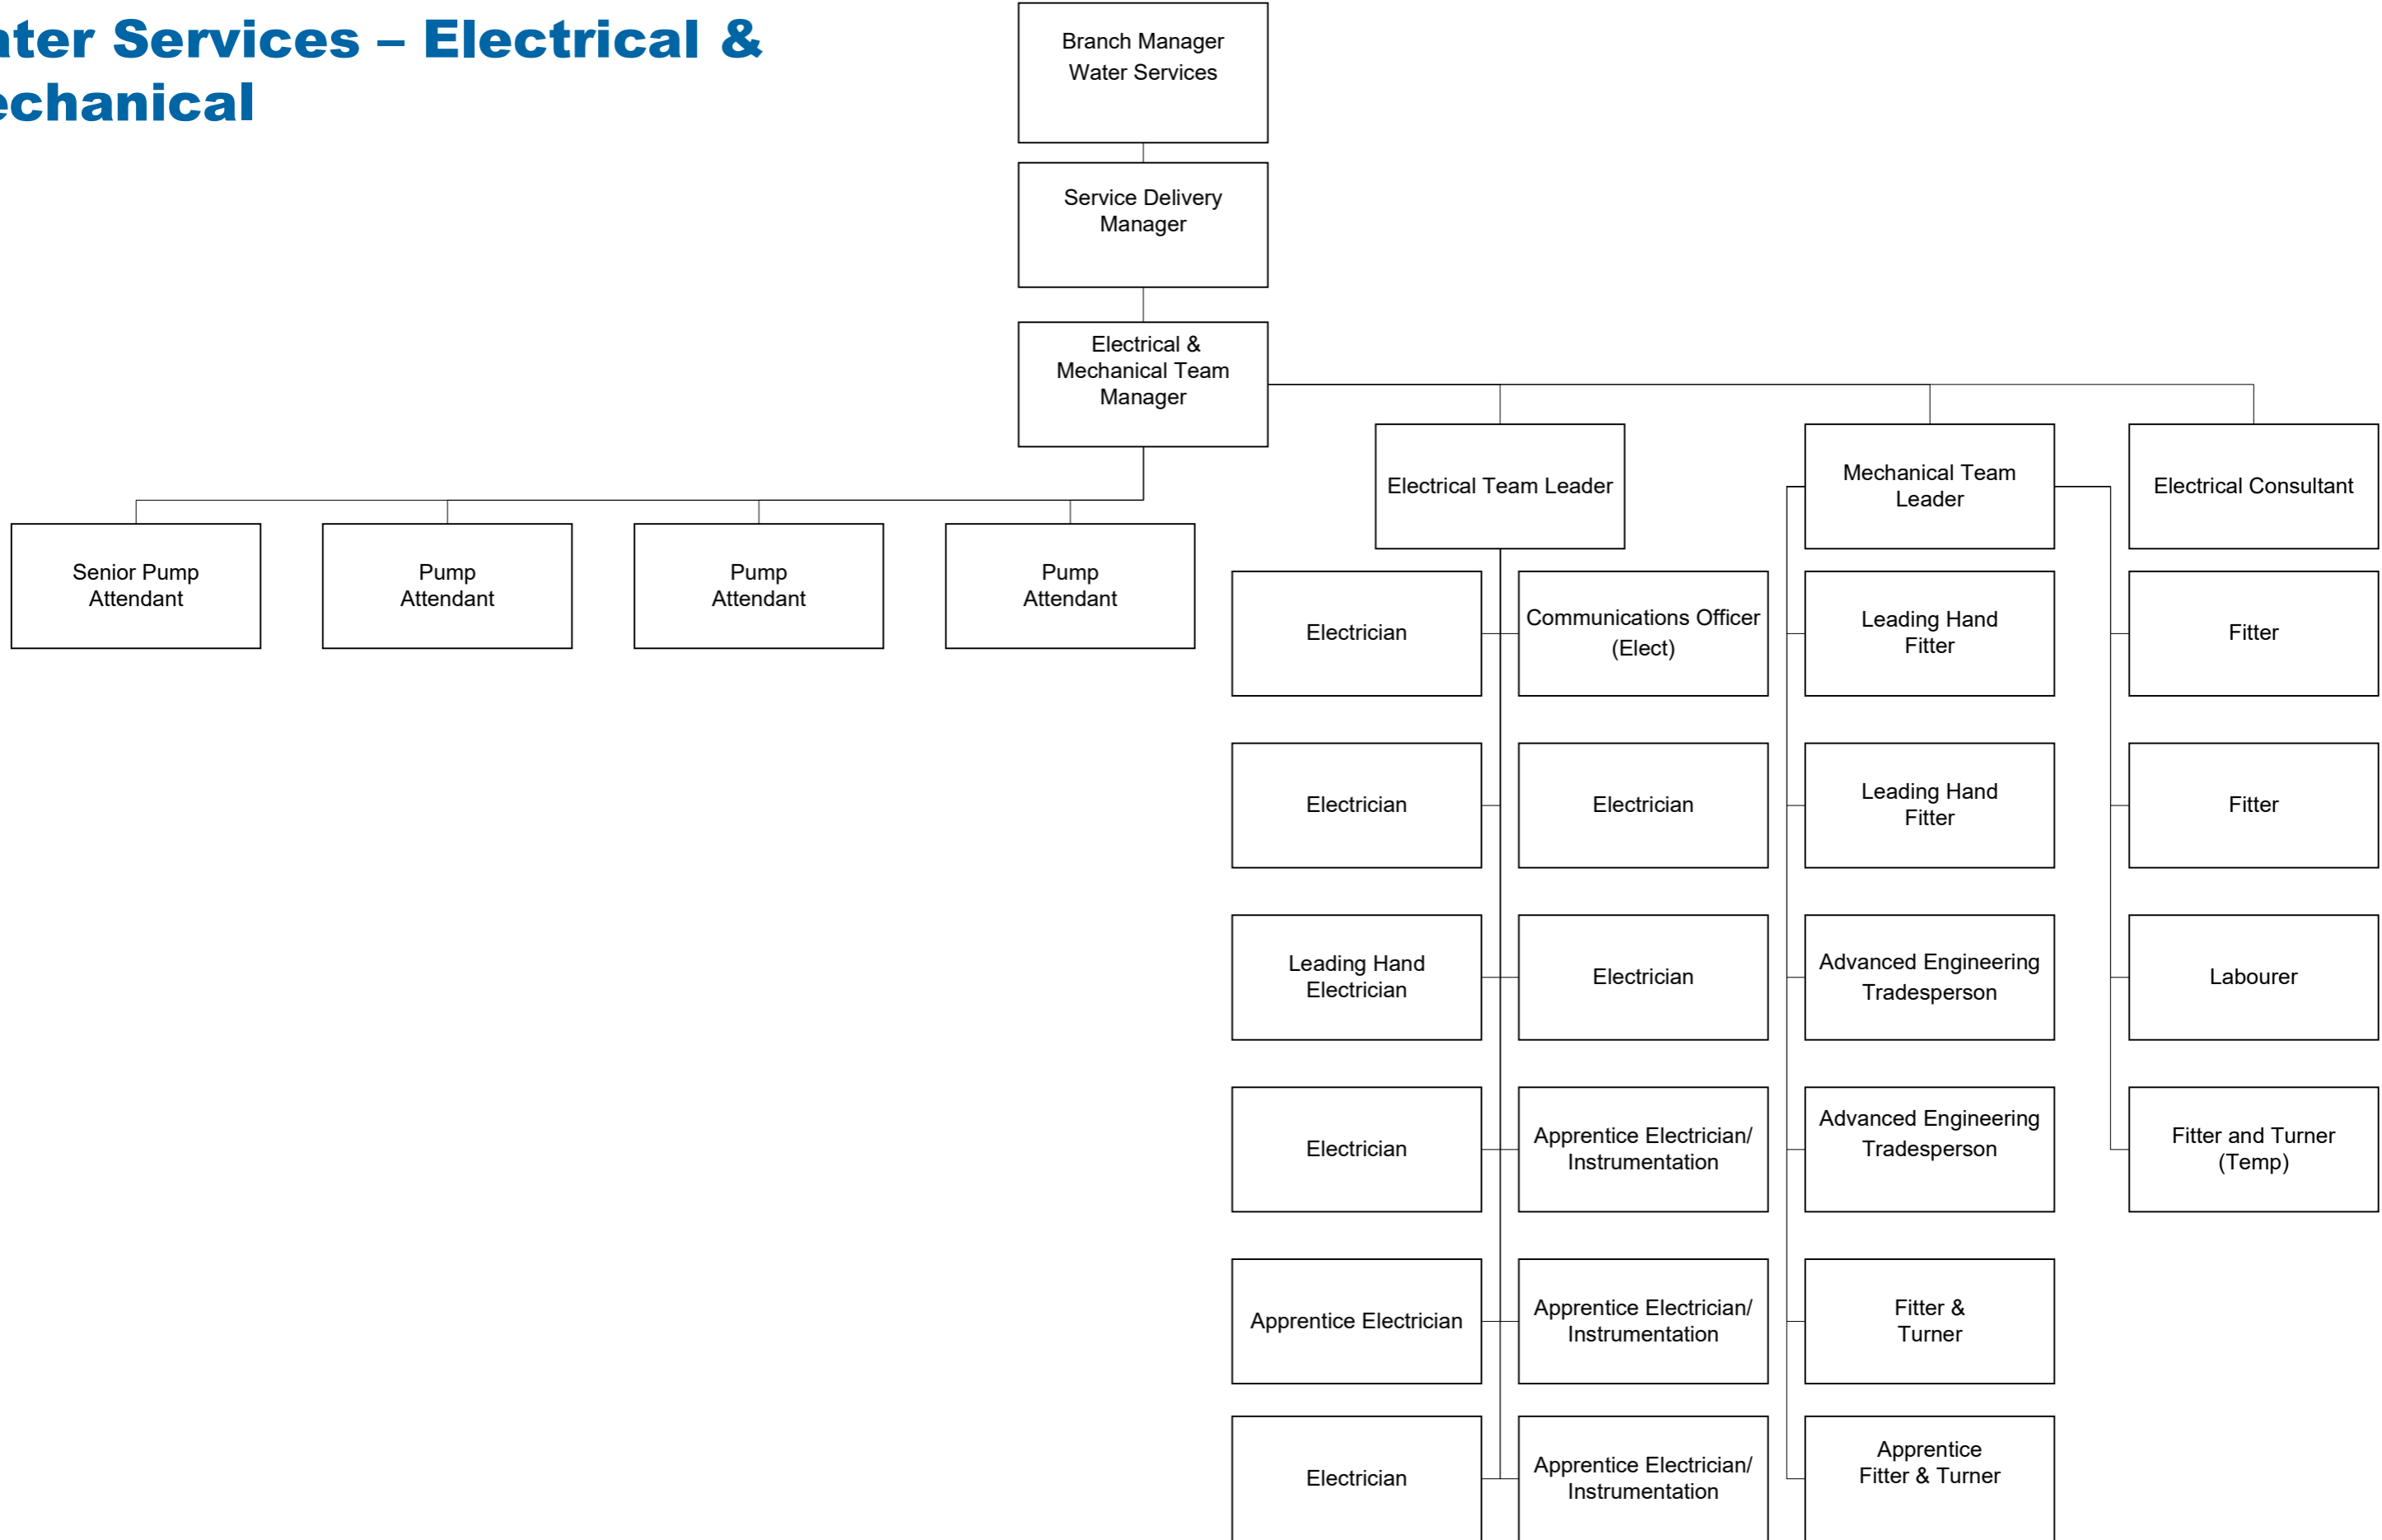 ater Services – Electrical &
echanical
Branch Manager
Water Services
Service Delivery
Manager
Electrical &
Mechanical Team
Manager
Electrical Team Leader
Mechanical Team
Leader
Electrical Consultant
Senior Pump
Attendant
Pump
Attendant
Pump
Attendant
Pump
Attendant
Electrician
Communications Officer
(Elect)
Leading Hand
Fitter
Fitter
Electrician
Electrician
Leading Hand
Fitter
Fitter
Leading Hand
Electrician
Electrician
Advanced Engineering
Tradesperson
Labourer
Electrician
Apprentice Electrician/
Instrumentation
Advanced Engineering
Tradesperson
Fitter and Turner
(Temp)
Apprentice Electrician
Apprentice Electrician/
Instrumentation
Fitter &
Turner
Electrician
Apprentice Electrician/
Instrumentation
Apprentice
Fitter & Turner